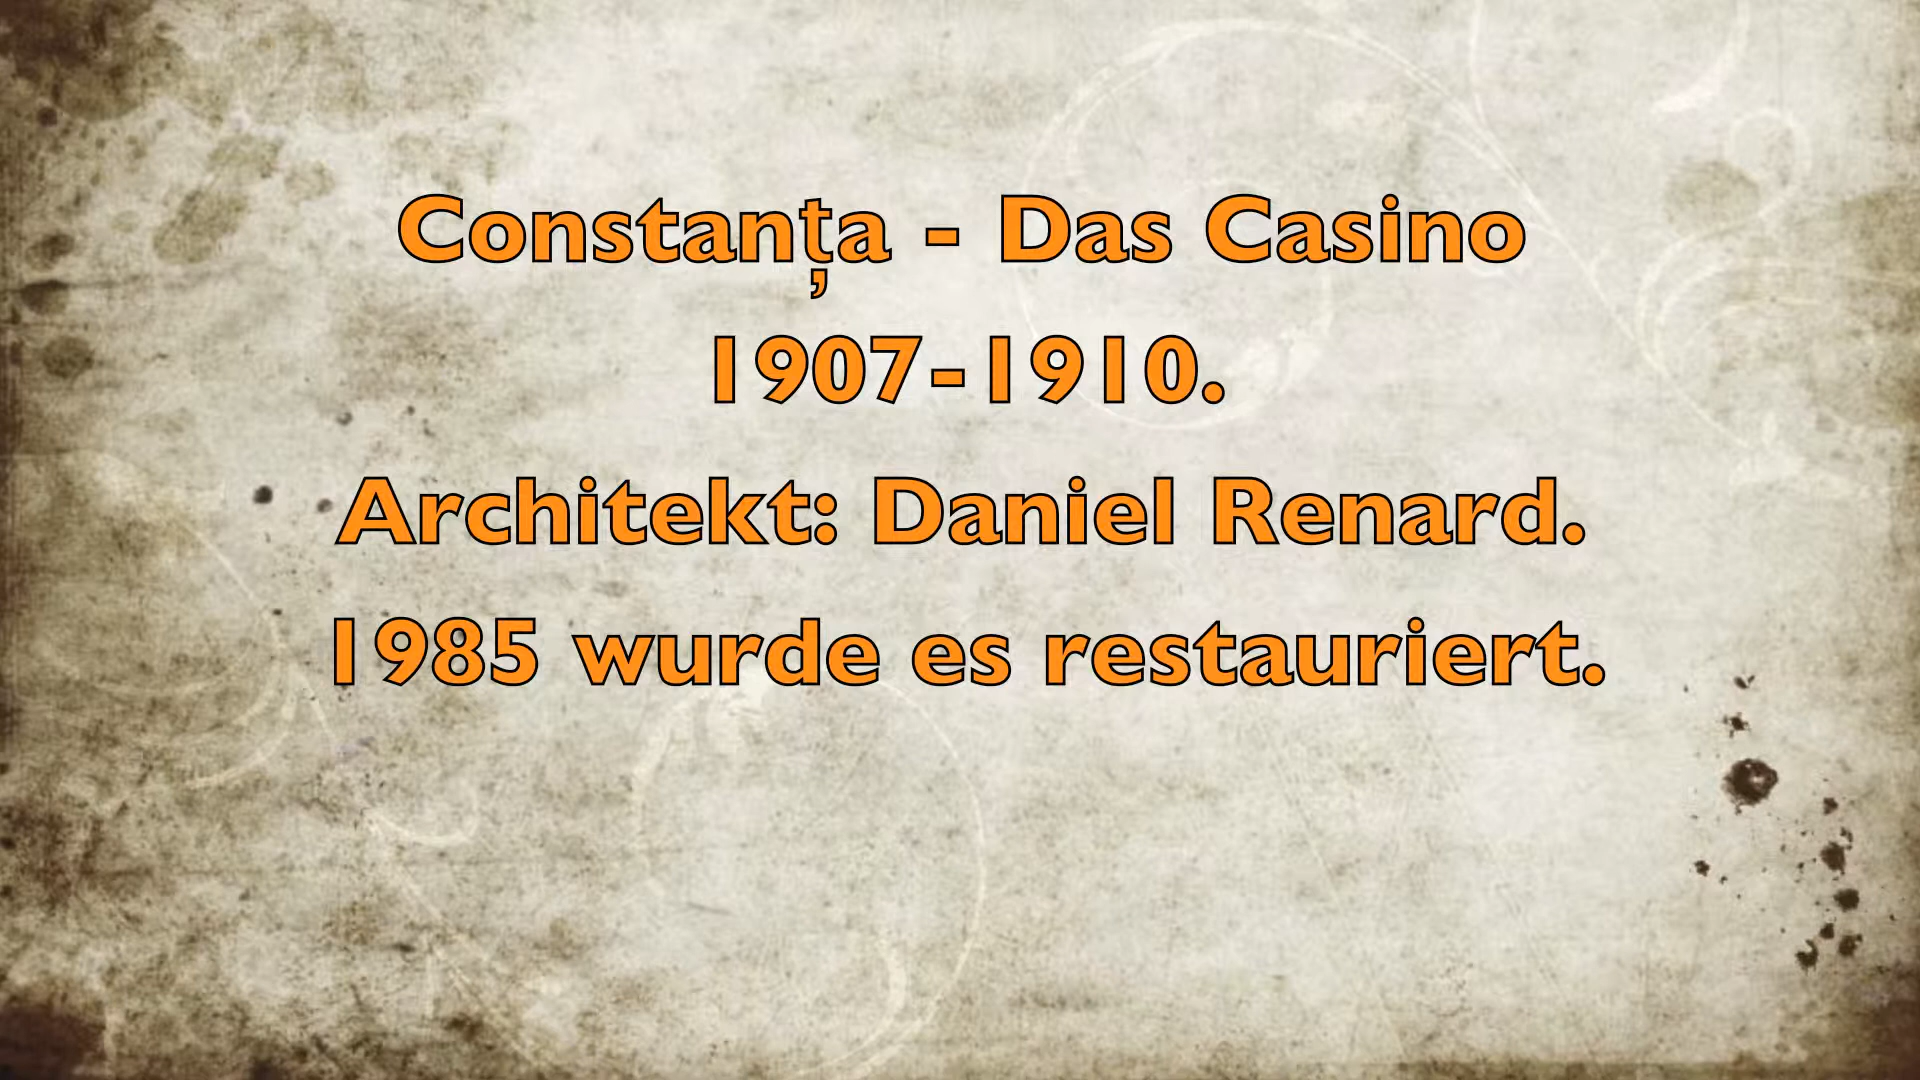 Constanța - Das Casino
1907-1910.
Architekt: Daniel Renard.
1985 wurde es restauriert.